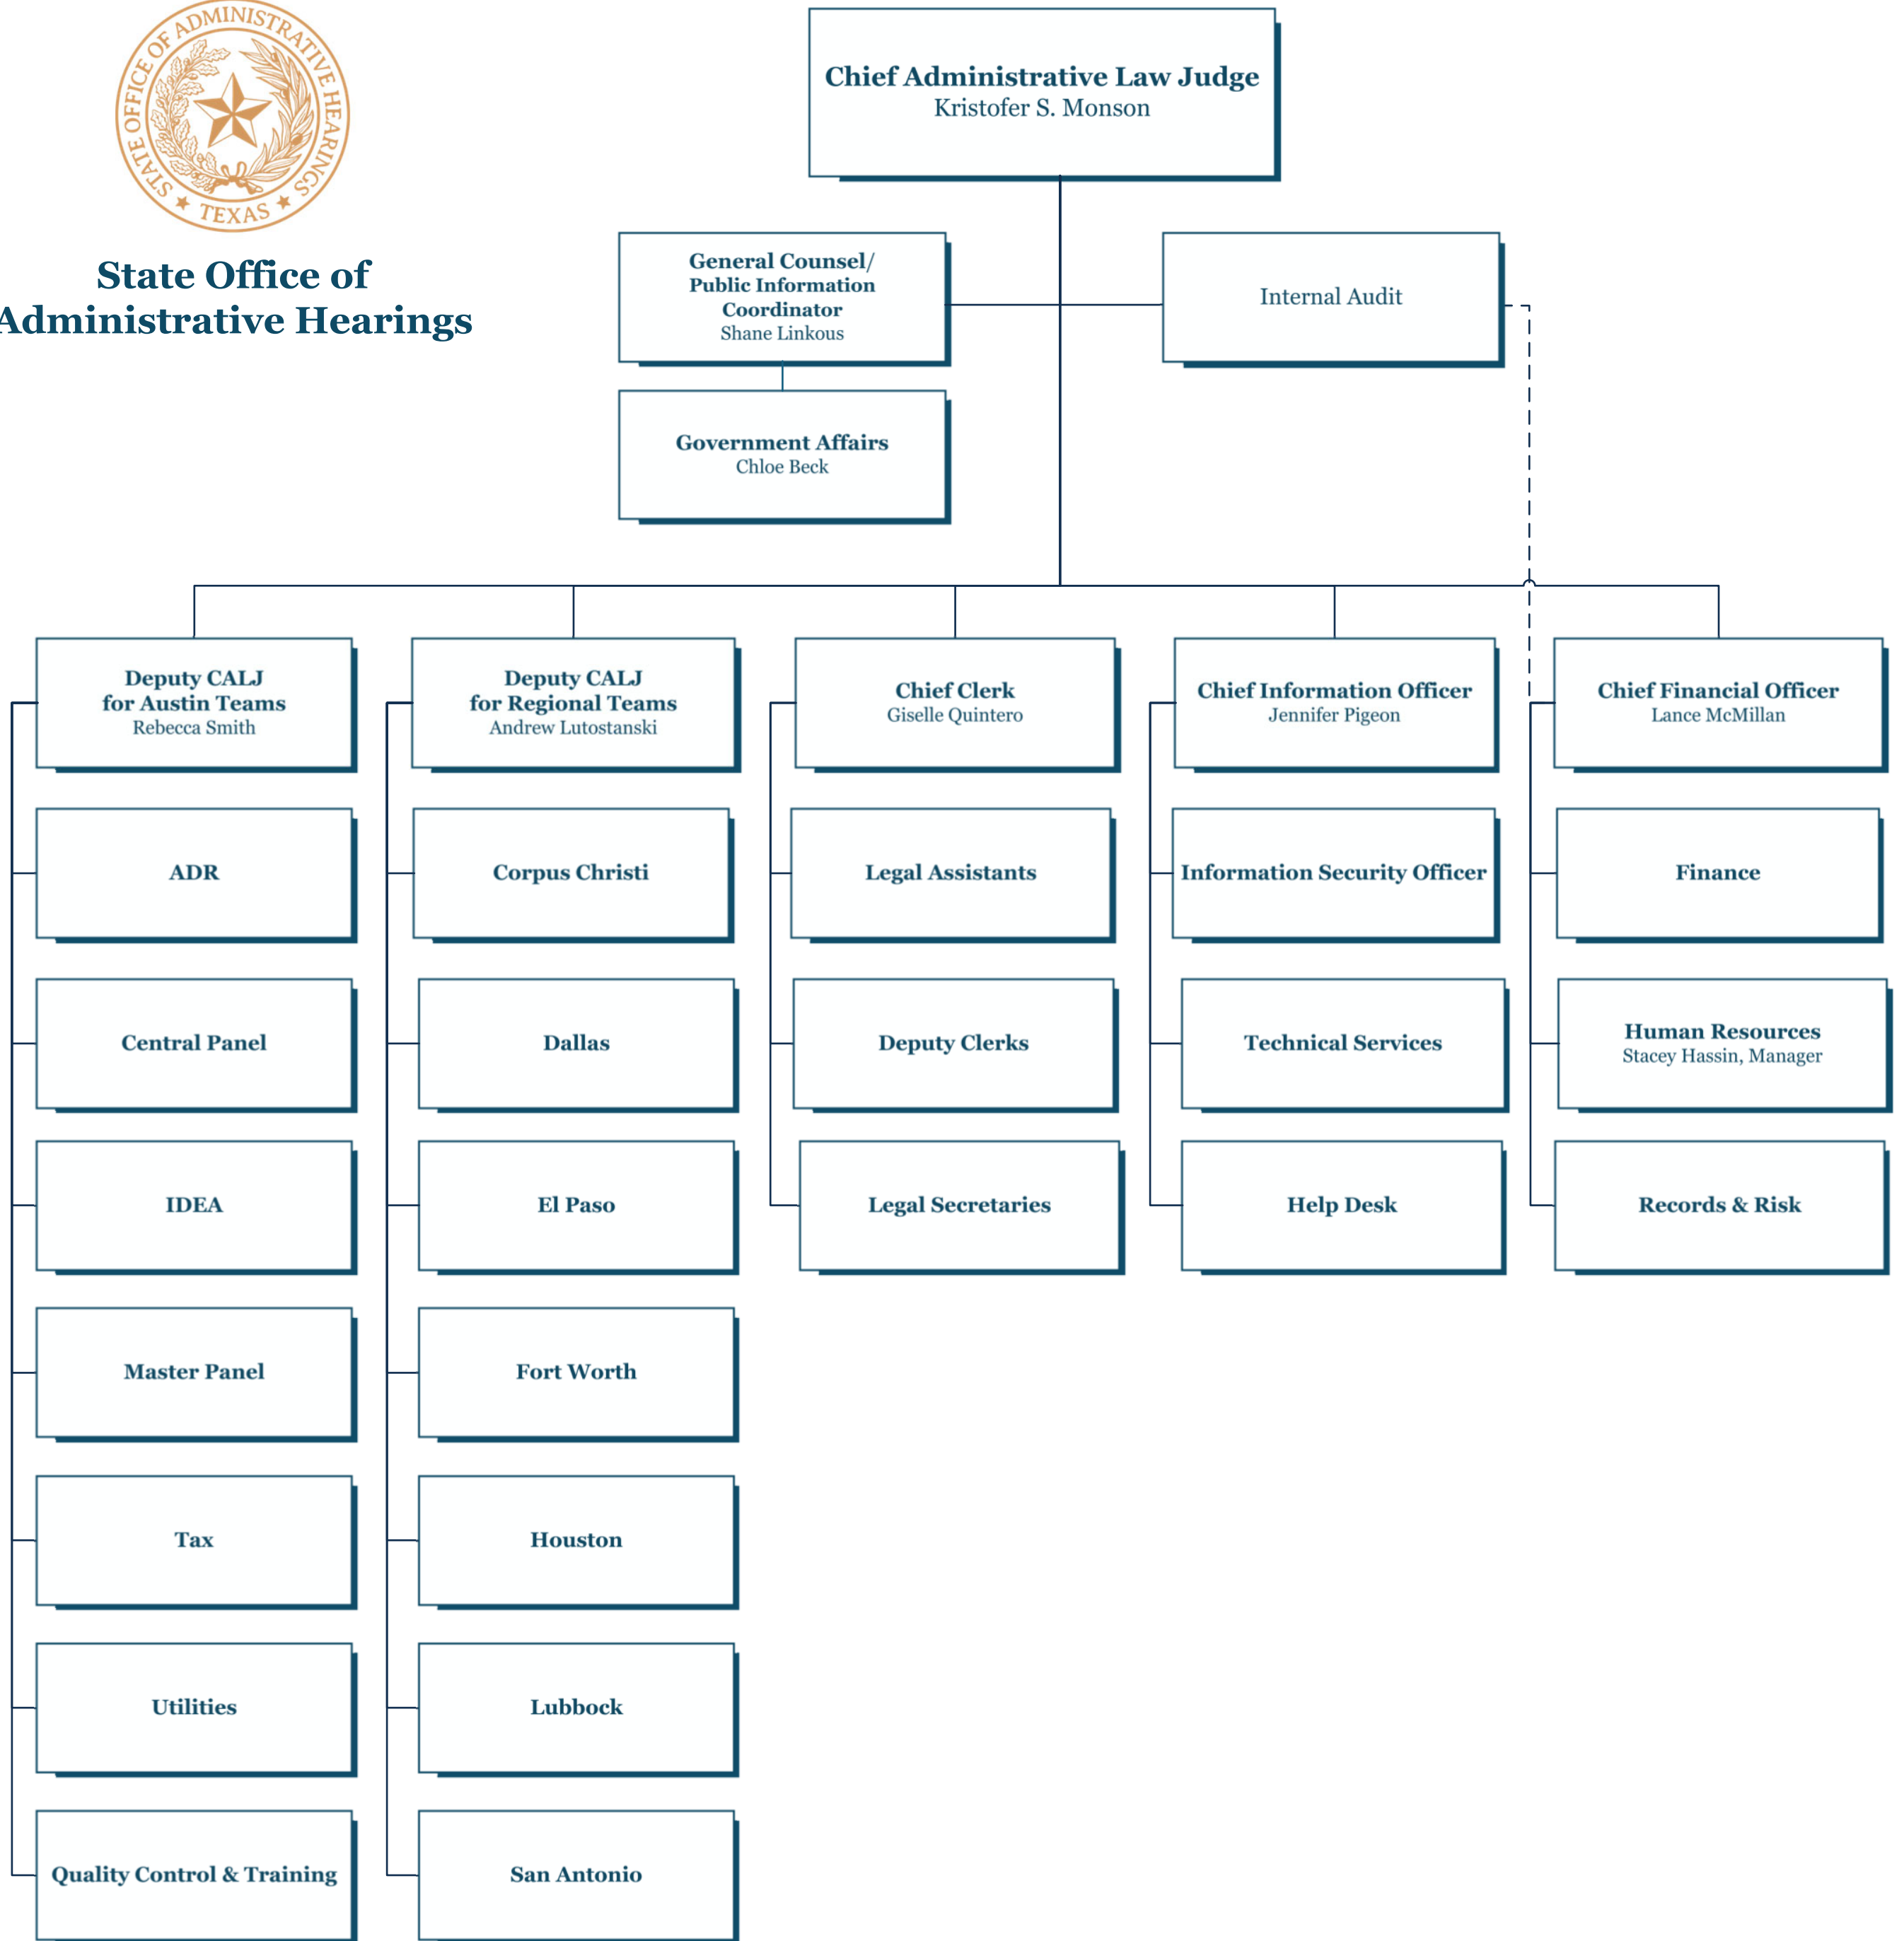 STATE OFFICE OF ADMINISTRATIVE HEARINGS
TEXAS
State Office of
Administrative Hearings
Chief Administrative Law Judge
Kristofer S. Monson
General Counsel/
Public Information
Coordinator
Shane Linkous
Internal Audit
Government Affairs
Chloe Beck
Deputy CALJ
for Austin Teams
Rebecca Smith
Deputy CALJ
for Regional Teams
Andrew Lutostanski
Chief Clerk
Giselle Quintero
Chief Information Officer
Jennifer Pigeon
Chief Financial Officer
Lance McMillan
ADR
Corpus Christi
Legal Assistants
Information Security Officer
Finance
Central Panel
Dallas
Deputy Clerks
Technical Services
Human Resources
Stacey Hassin, Manager
IDEA
El Paso
Legal Secretaries
Help Desk
Records & Risk
Master Panel
Fort Worth
Tax
Houston
Utilities
Lubbock
Quality Control & Training
San Antonio